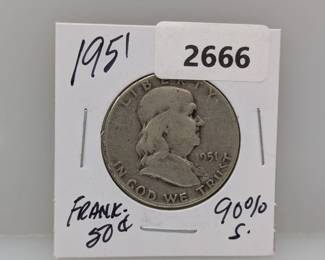 1951
2666
LIBERTY
1951
IN GOD WE TRUST
FRANK.
50¢
90%
S.